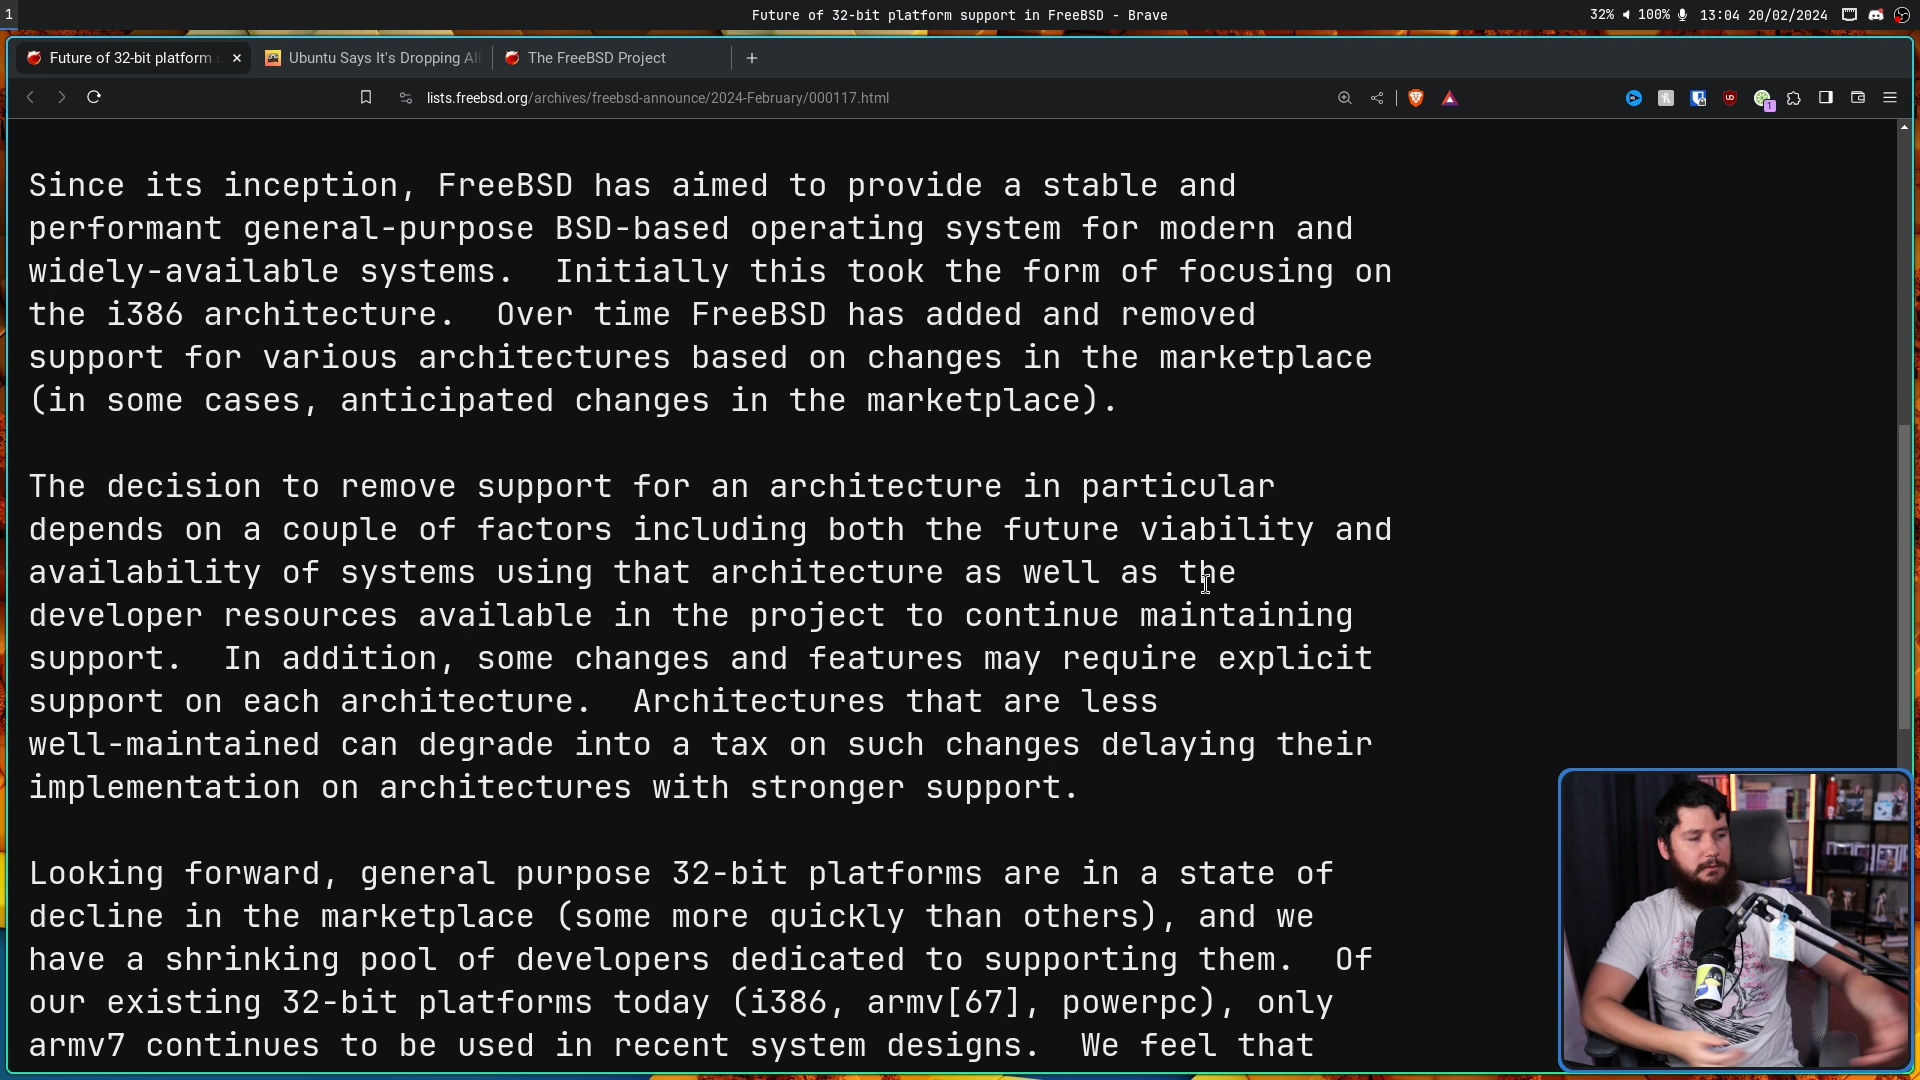 1
Future of 32-bit platform support in FreeBSD - Brave
32% 100% 13:04 20/02/2024
Future of 32-bit platform
Ubuntu Says It's Dropping All
The FreeBSD Project
lists.freebsd.org/archives/freebsd-announce/2024-February/000117.html
1
Since its inception, FreeBSD has aimed to provide a stable and
performant general-purpose BSD-based operating system for modern and
widely-available systems.  Initially this took the form of focusing on
the i386 architecture.  Over time FreeBSD has added and removed
support for various architectures based on changes in the marketplace
(in some cases, anticipated changes in the marketplace).
The decision to remove support for an architecture in particular
depends on a couple of factors including both the future viability and
availability of systems using that architecture as well as the
developer resources available in the project to continue maintaining
support.  In addition, some changes and features may require explicit
support on each architecture.  Architectures that are less
well-maintained can degrade into a tax on such changes delaying their
implementation on architectures with stronger support.
Looking forward, general purpose 32-bit platforms are in a state of
decline in the marketplace (some more quickly than others), and we
have a shrinking pool of developers dedicated to supporting them.  Of
our existing 32-bit platforms today (i386, armv[67], powerpc), only
armv7 continues to be used in recent system designs.  We feel that